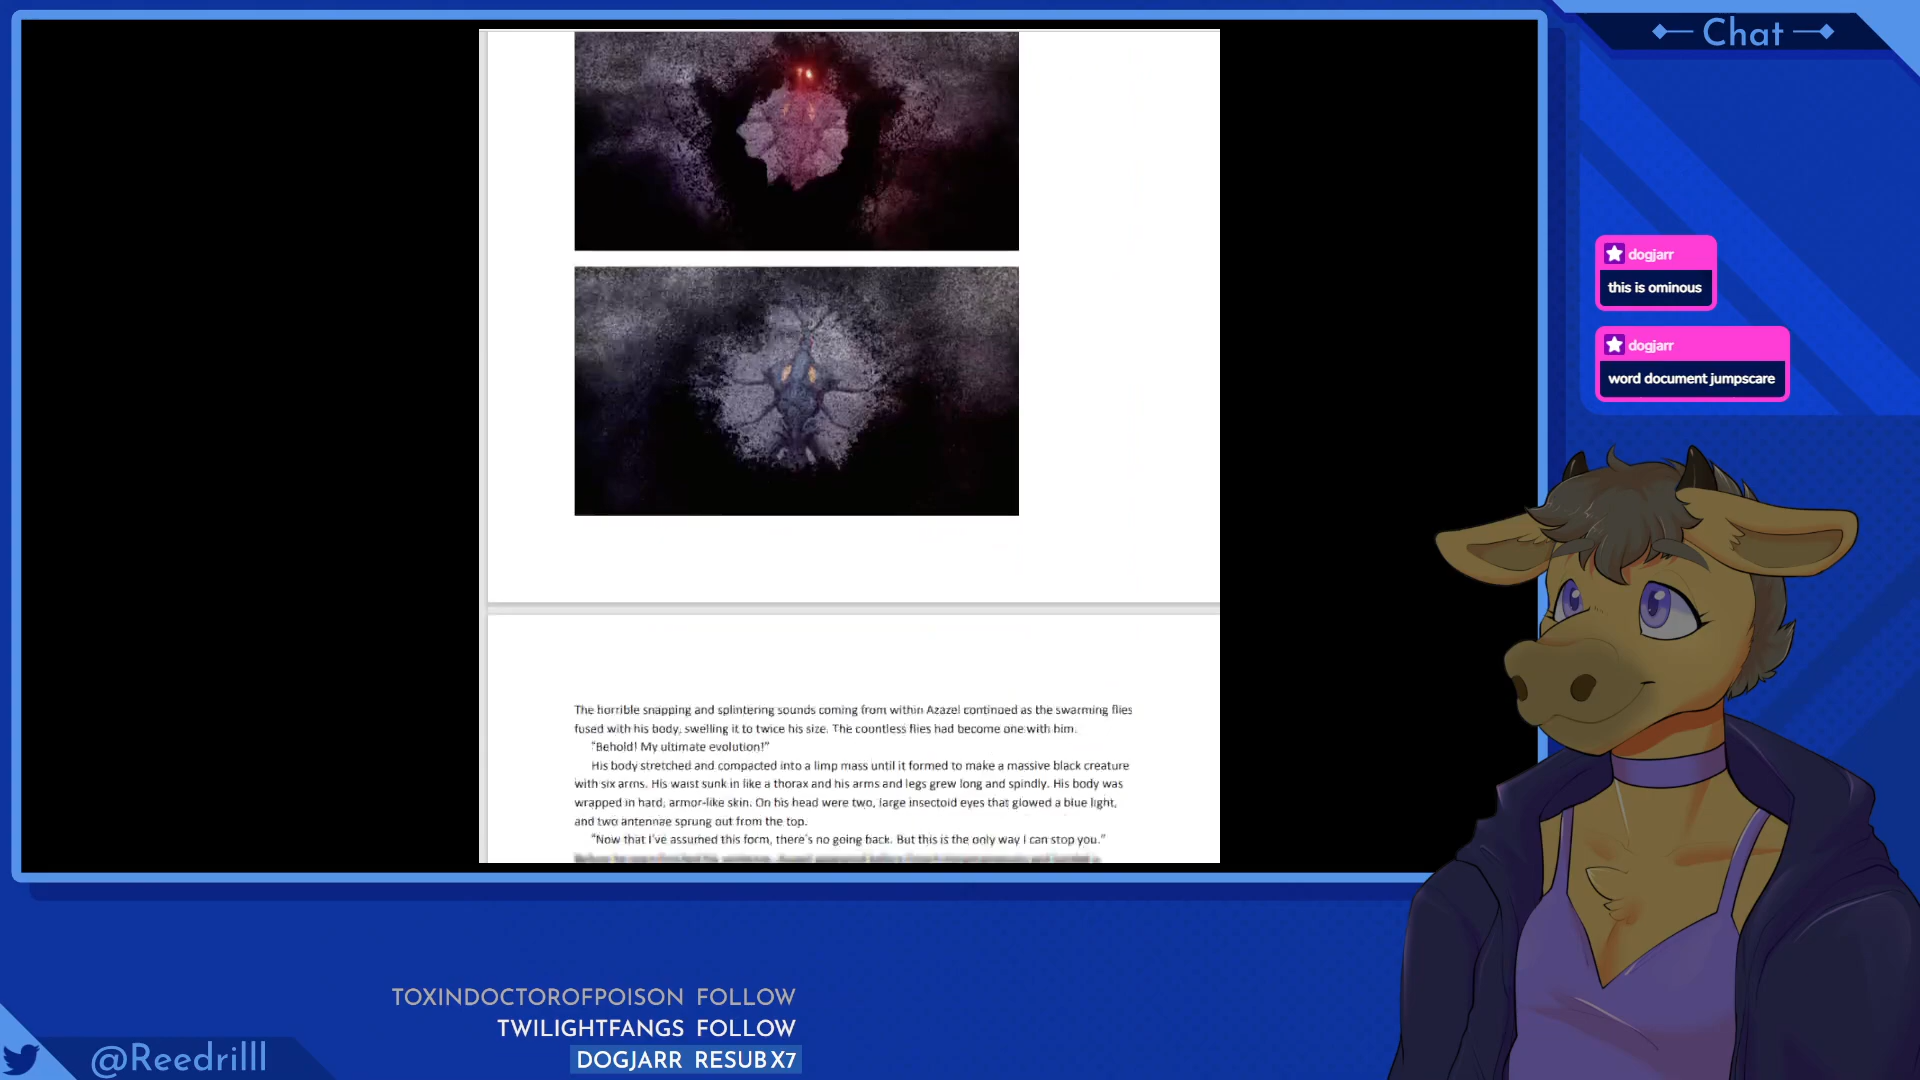 Chat
dogjarr
this is ominous
dogjarr
word document jumpscare
The horrible snapping and splintering sounds coming from within Azazel continued as the swarming flies
fused with his body, swelling it to twice his size. The countless flies had become one with him.
“Behold! My ultimate evolution!”
His body stretched and compacted into a limp mass until it formed to make a massive black creature
with six arms. His waist sunk in like a thorax and his arms and legs grew long and spindly. His body was
wrapped in hard, armor-like skin. On his head were two, large insectoid eyes that glowed a blue light,
and two antennae sprung out from the top.
“Now that I’ve assumed this form, there’s no going back. But this is the only way I can stop you.”
TOXINDOCTOROFPOISON FOLLOW
TWILIGHTFANGS FOLLOW
DOGJARR RESUB X7
@Reedrilll